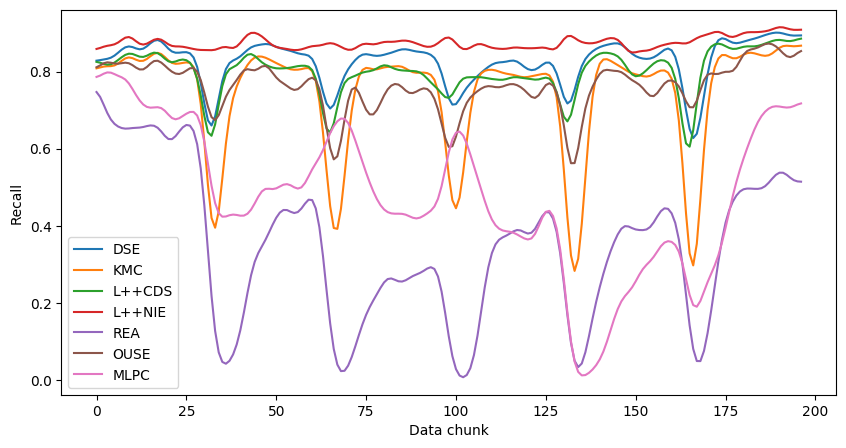 Recall
0.8
0.6
0.4
0.2
0.0
DSE
KMC
L++CDS
L++NIE
REA
OUSE
MLPC
0 25 50 75 100 125 150 175 200
Data chunk